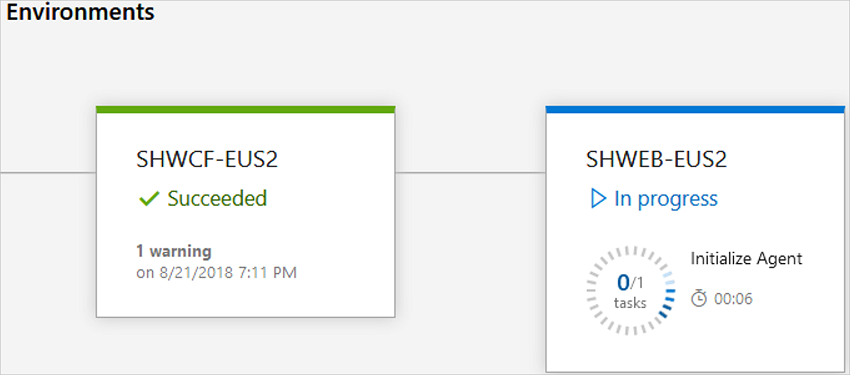 Environments
SHWCF-EUS2
Succeeded
1 warning
on 8/21/2018 7:11 PM
SHWEB-EUS2
In progress
0/1
tasks
Initialize Agent
00:06